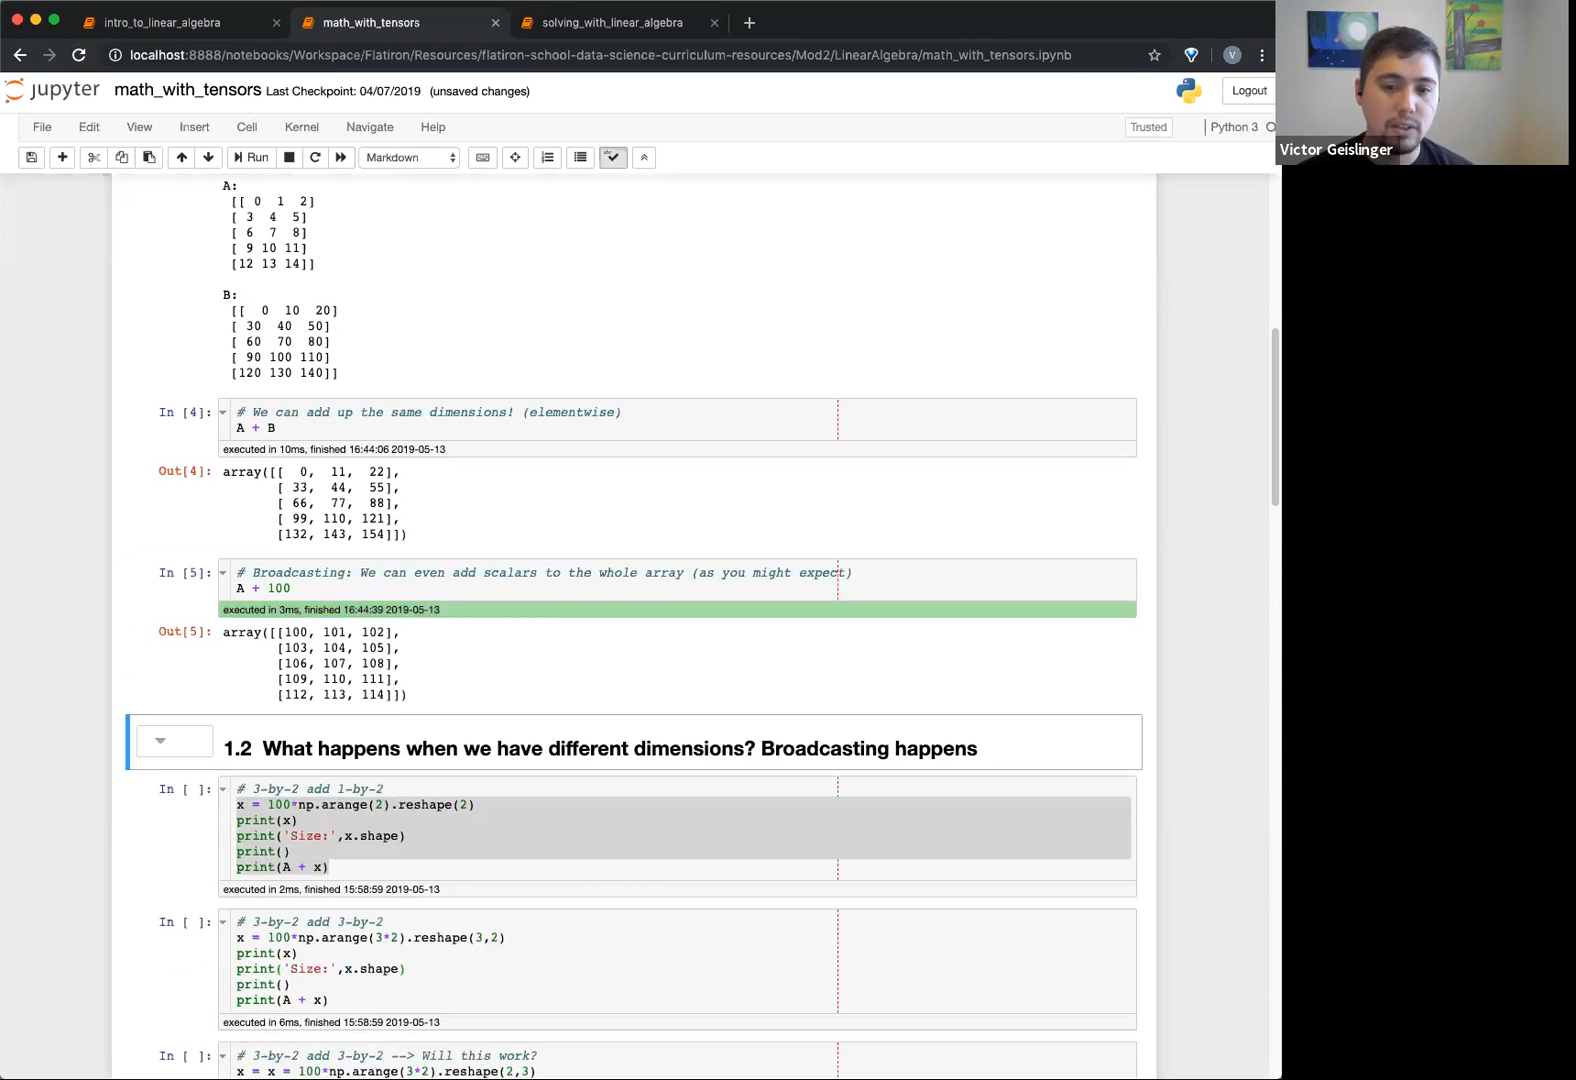 intro_to_linear_algebra
math_with_tensors
solving_with_linear_algebra
localhost:8888/notebooks/Workspace/Flatiron/Resources/flatiron-school-data-science-curriculum-resources/Mod2/LinearAlgebra/math_with_tensors.ipynb
V
jupyter math_with_tensors Last Checkpoint: 04/07/2019 (unsaved changes)
Logout
File Edit View Insert Cell Kernel Navigate Help
Trusted
Python 3
Run
Markdown
Victor Geislinger
A:
[[ 0 1 2]
[ 3 4 5]
[ 6 7 8]
[ 9 10 11]
[12 13 14]]
B:
[[ 0 10 20]
[ 30 40 50]
[ 60 70 80]
[ 90 100 110]
[120 130 140]]
In [4]: # We can add up the same dimensions! (elementwise)
A + B
executed in 10ms, finished 16:44:06 2019-05-13
Out[4]: array([[ 0, 11, 22],
[ 33, 44, 55],
[ 66, 77, 88],
[ 99, 110, 121],
[132, 143, 154]])
In [5]: # Broadcasting: We can even add scalars to the whole array (as you might expect)
A + 100
executed in 3ms, finished 16:44:39 2019-05-13
Out[5]: array([[100, 101, 102],
[103, 104, 105],
[106, 107, 108],
[109, 110, 111],
[112, 113, 114]])
1.2 What happens when we have different dimensions? Broadcasting happens
In [ ]: # 3-by-2 add 1-by-2
x = 100*np.arange(2).reshape(2)
print(x)
print('Size:',x.shape)
print()
print(A + x)
executed in 2ms, finished 15:58:59 2019-05-13
In [ ]: # 3-by-2 add 3-by-2
x = 100*np.arange(3*2).reshape(3,2)
print(x)
print('Size:',x.shape)
print()
print(A + x)
executed in 6ms, finished 15:58:59 2019-05-13
In [ ]: # 3-by-2 add 3-by-2 --> Will this work?
x = x = 100*np.arange(3*2).reshape(2,3)